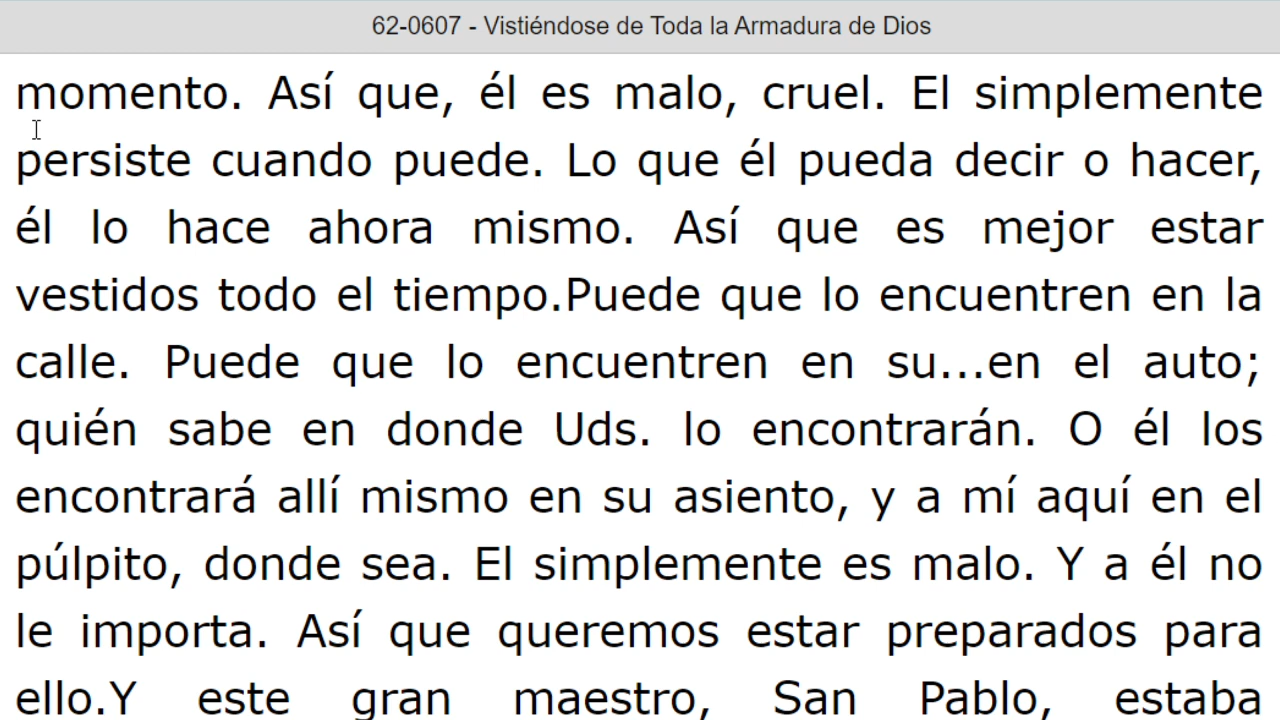 62-0607 - Vistiéndose de Toda la Armadura de Dios
momento. Así que, él es malo, cruel. El simplemente
persiste cuando puede. Lo que él pueda decir o hacer,
él lo hace ahora mismo. Así que es mejor estar
vestidos todo el tiempo.Puede que lo encuentren en la
calle. Puede que lo encuentren en su...en el auto;
quién sabe en donde Uds. lo encontrarán. O él los
encontrará allí mismo en su asiento, y a mí aquí en el
púlpito, donde sea. El simplemente es malo. Y a él no
le importa. Así que queremos estar preparados para
ello.Y este gran maestro, San Pablo, estaba